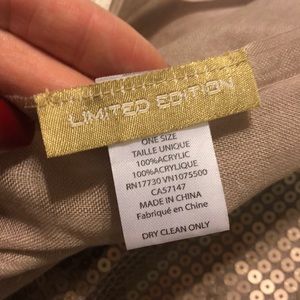 LIMITED EDITION
ONE SIZE
TAILLE UNIQUE
100%ACRYLIC
100%ACRYLIQUE
RN17730 VN1075500
CA57147
MADE IN CHINA
Fabriqué en Chine
DRY CLEAN ONLY